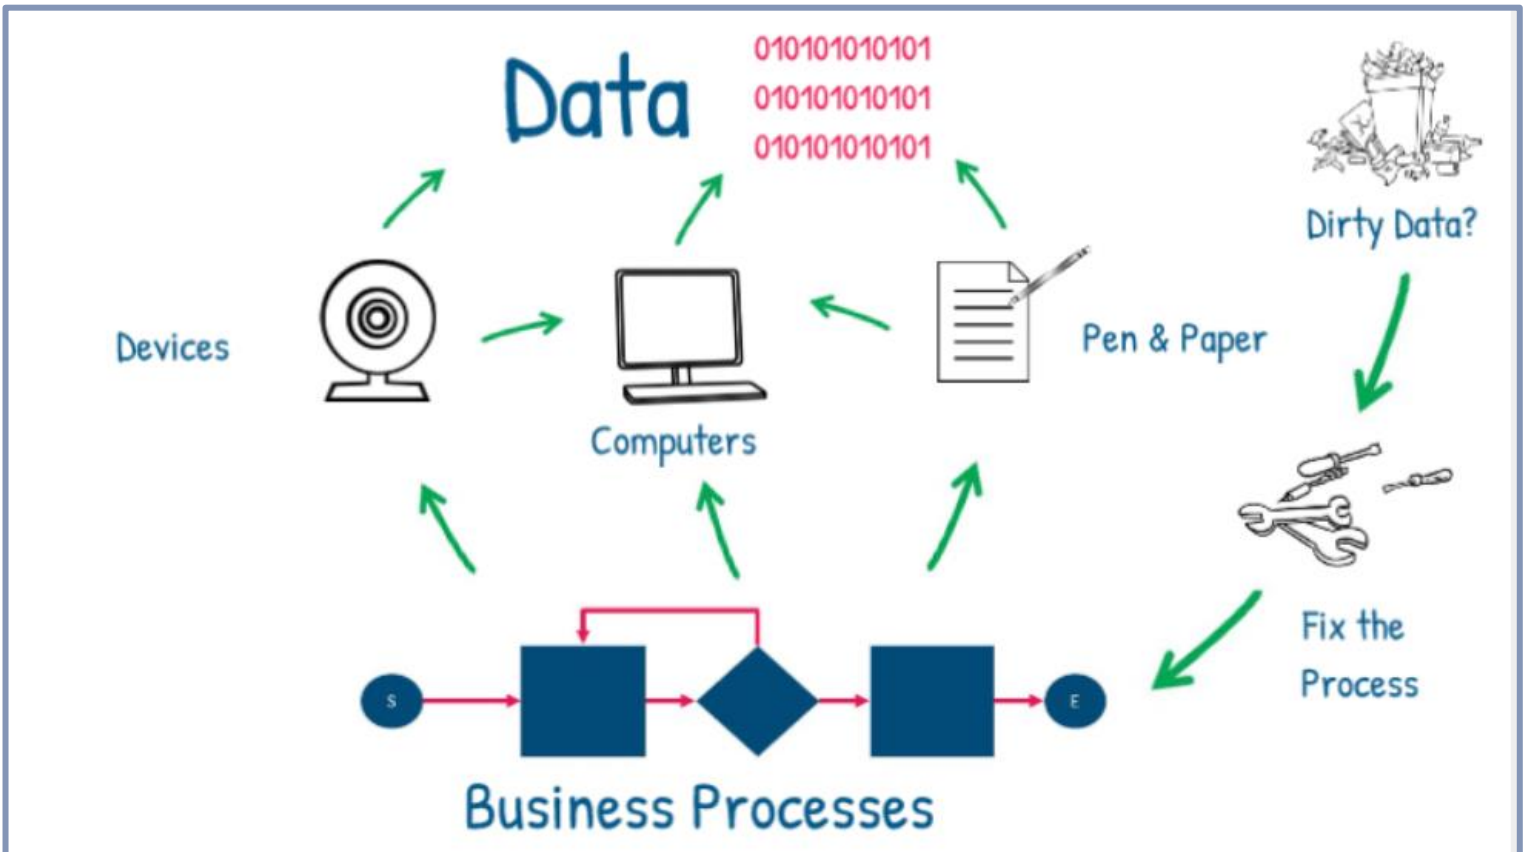 Data
010101010101
010101010101
010101010101
Dirty Data?
Devices
Computers
Pen & Paper
Fix the
Process
S
E
Business Processes